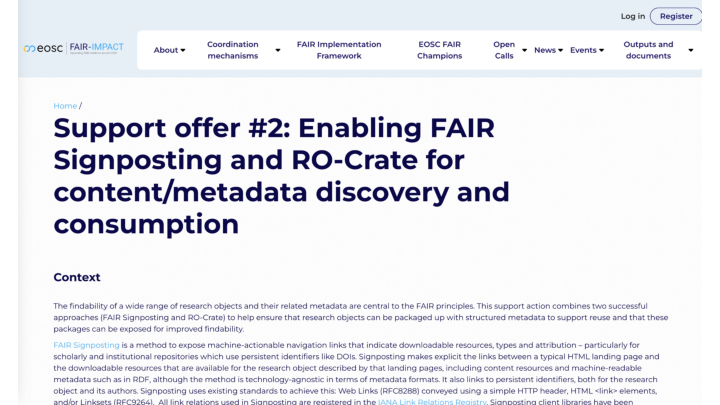 Log in Register
eosc FAIR-IMPACT
About Coordination mechanisms FAIR Implementation Framework EOSC FAIR Champions Open Calls News Events Outputs and documents
Home /
Support offer #2: Enabling FAIR
Signposting and RO-Crate for
content/metadata discovery and
consumption
Context
The findability of a wide range of research objects and their related metadata are central to the FAIR principles. This support action combines two successful
approaches (FAIR Signposting and RO-Crate) to help ensure that research objects can be packaged up with structured metadata to support reuse and that these
packages can be exposed for improved findability.
FAIR Signposting is a method to expose machine-actionable navigation links that indicate downloadable resources, types and attribution – particularly for
scholarly and institutional repositories which use persistent identifiers like DOIs. Signposting makes explicit the links between a typical HTML landing page and
the downloadable resources that are available for the research object described by that landing pages, including content resources and machine-readable
metadata such as in RDF, although the method is technology-agnostic in terms of metadata formats. It also links to persistent identifiers, both for the research
object and its authors. Signposting uses existing standards to achieve this: Web Links (RFC8288) conveyed using a simple HTTP header, HTML <link> elements,
and/or Linksets (RFC9264). All link relations used in Signposting are registered in the IANA Link Relations Registry. Signposting client libraries have been